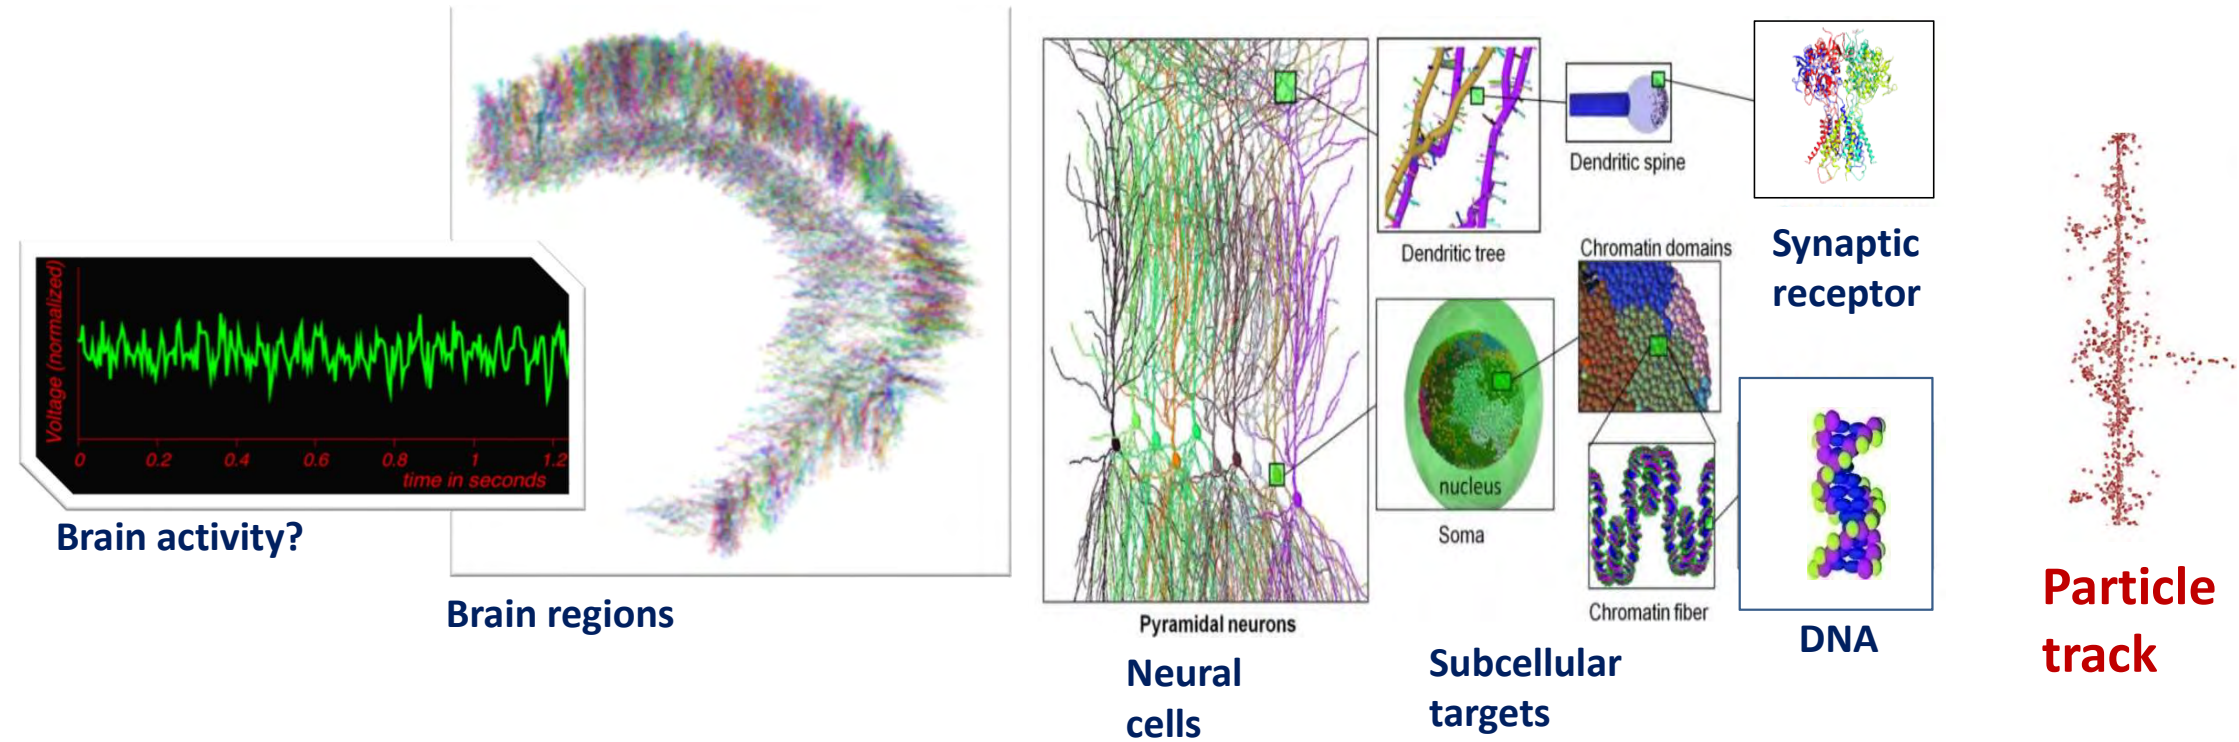 Voltage (normalized)
0 0.2 0.4 0.6 0.8 1 1.2
time in seconds
Brain activity?
Brain regions
Pyramidal neurons
Neural
cells
Dendritic tree
Dendritic spine
Chromatin domains
nucleus
Soma
Chromatin fiber
Subcellular
targets
Synaptic
receptor
DNA
Particle
track